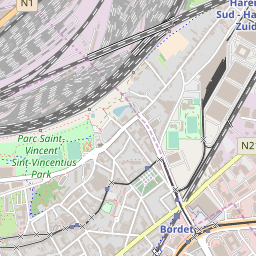 N1
Haren
Sud - Ha
Zuid
Parc Saint-
Vincent
Sint-Vincentius
Park
N2
Bordet